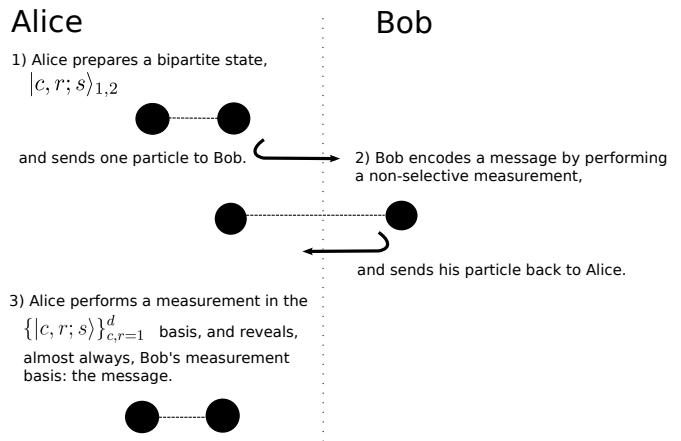 Alice
Bob
1) Alice prepares a bipartite state,
|c, r; s⟩₁,₂
and sends one particle to Bob.
2) Bob encodes a message by performing
a non-selective measurement,
and sends his particle back to Alice.
3) Alice performs a measurement in the
{|c, r; s⟩}ᵈ_{c,r=1} basis, and reveals,
almost always, Bob's measurement
basis: the message.